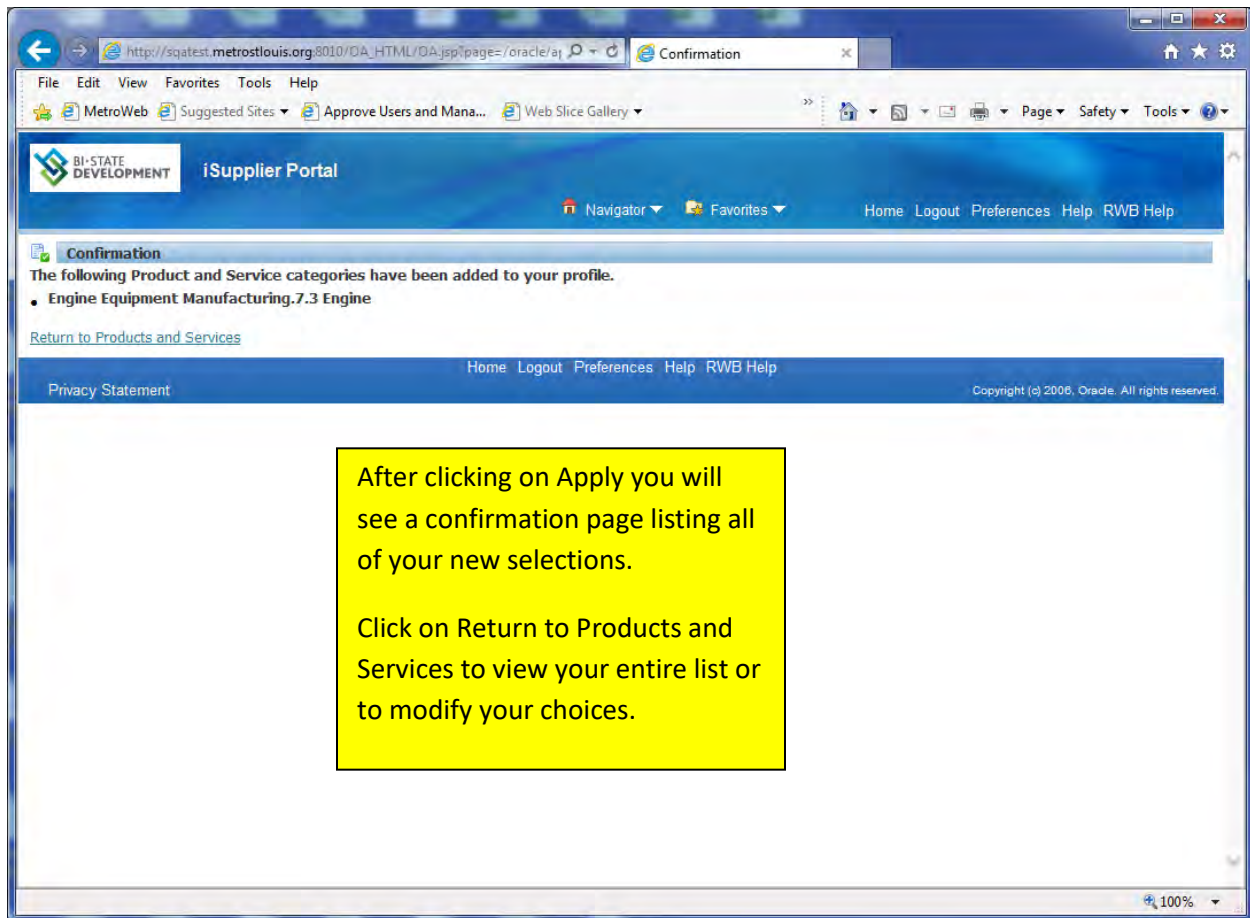 http://sqatest.metrostlouis.org:8010/OA_HTML/OA.jsp?page=/oracle/ap
Confirmation
File Edit View Favorites Tools Help
MetroWeb Suggested Sites Approve Users and Mana... Web Slice Gallery
Page Safety Tools
BI-STATE
DEVELOPMENT
iSupplier Portal
Navigator Favorites Home Logout Preferences Help RWB Help
Confirmation
The following Product and Service categories have been added to your profile.
• Engine Equipment Manufacturing.7.3 Engine
Return to Products and Services
Home Logout Preferences Help RWB Help
Privacy Statement
Copyright (c) 2006, Oracle. All rights reserved.
After clicking on Apply you will
see a confirmation page listing all
of your new selections.
Click on Return to Products and
Services to view your entire list or
to modify your choices.
100%